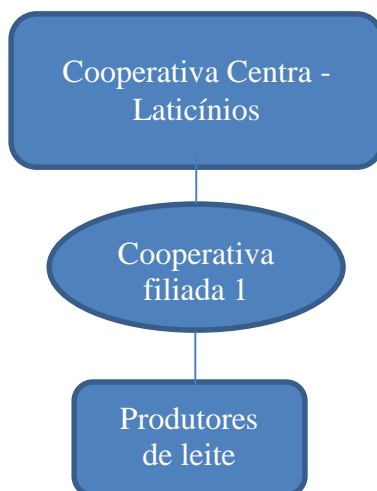 Cooperativa Centra -
Laticínios
Cooperativa
filiada 1
Produtores
de leite